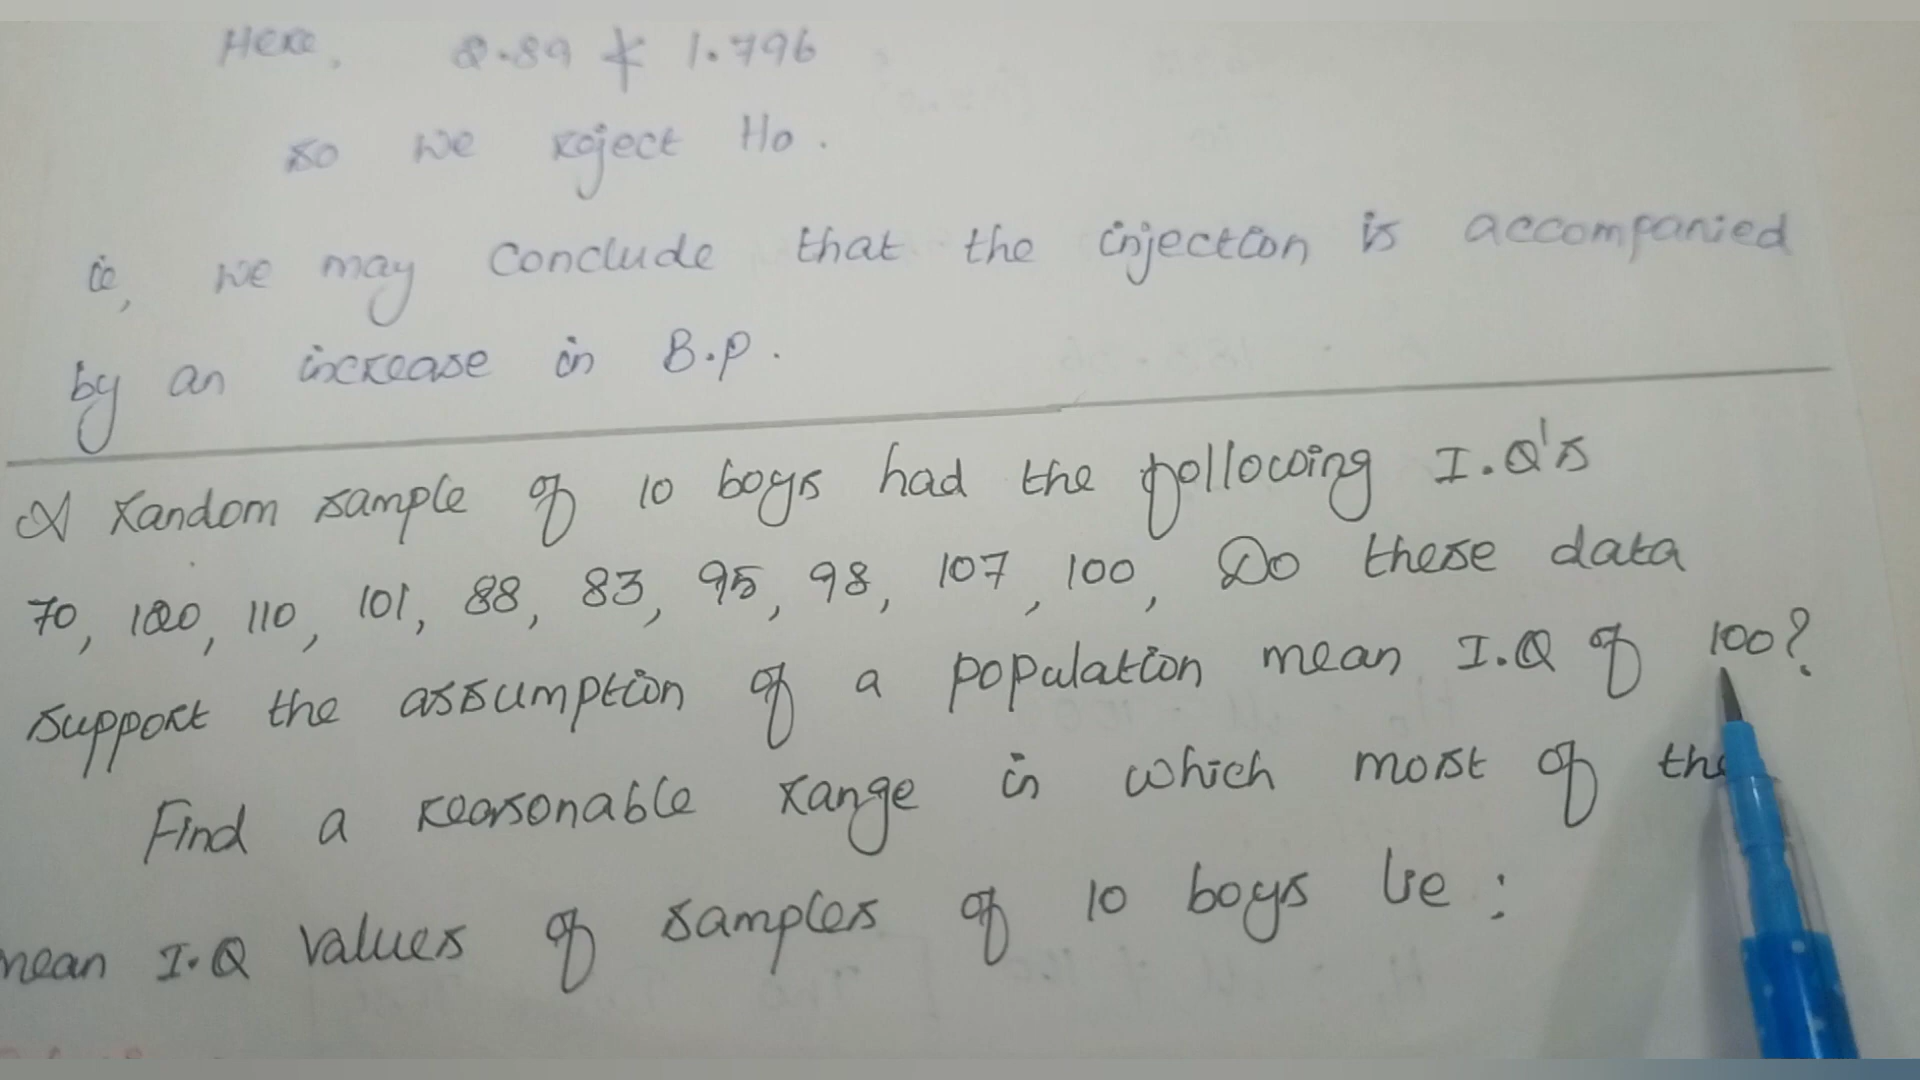 Here, 2.89 ≮ 1.796
so we reject Ho.
ie, we may conclude that the injection is accompanied
by an increase in B.P.
A random sample of 10 boys had the following I.Q's
70, 120, 110, 101, 88, 83, 95, 98, 107, 100, Do these data
support the assumption of a population mean I.Q of 100?
Find a reasonable range in which most of the
mean I.Q values of samples of 10 boys lie: